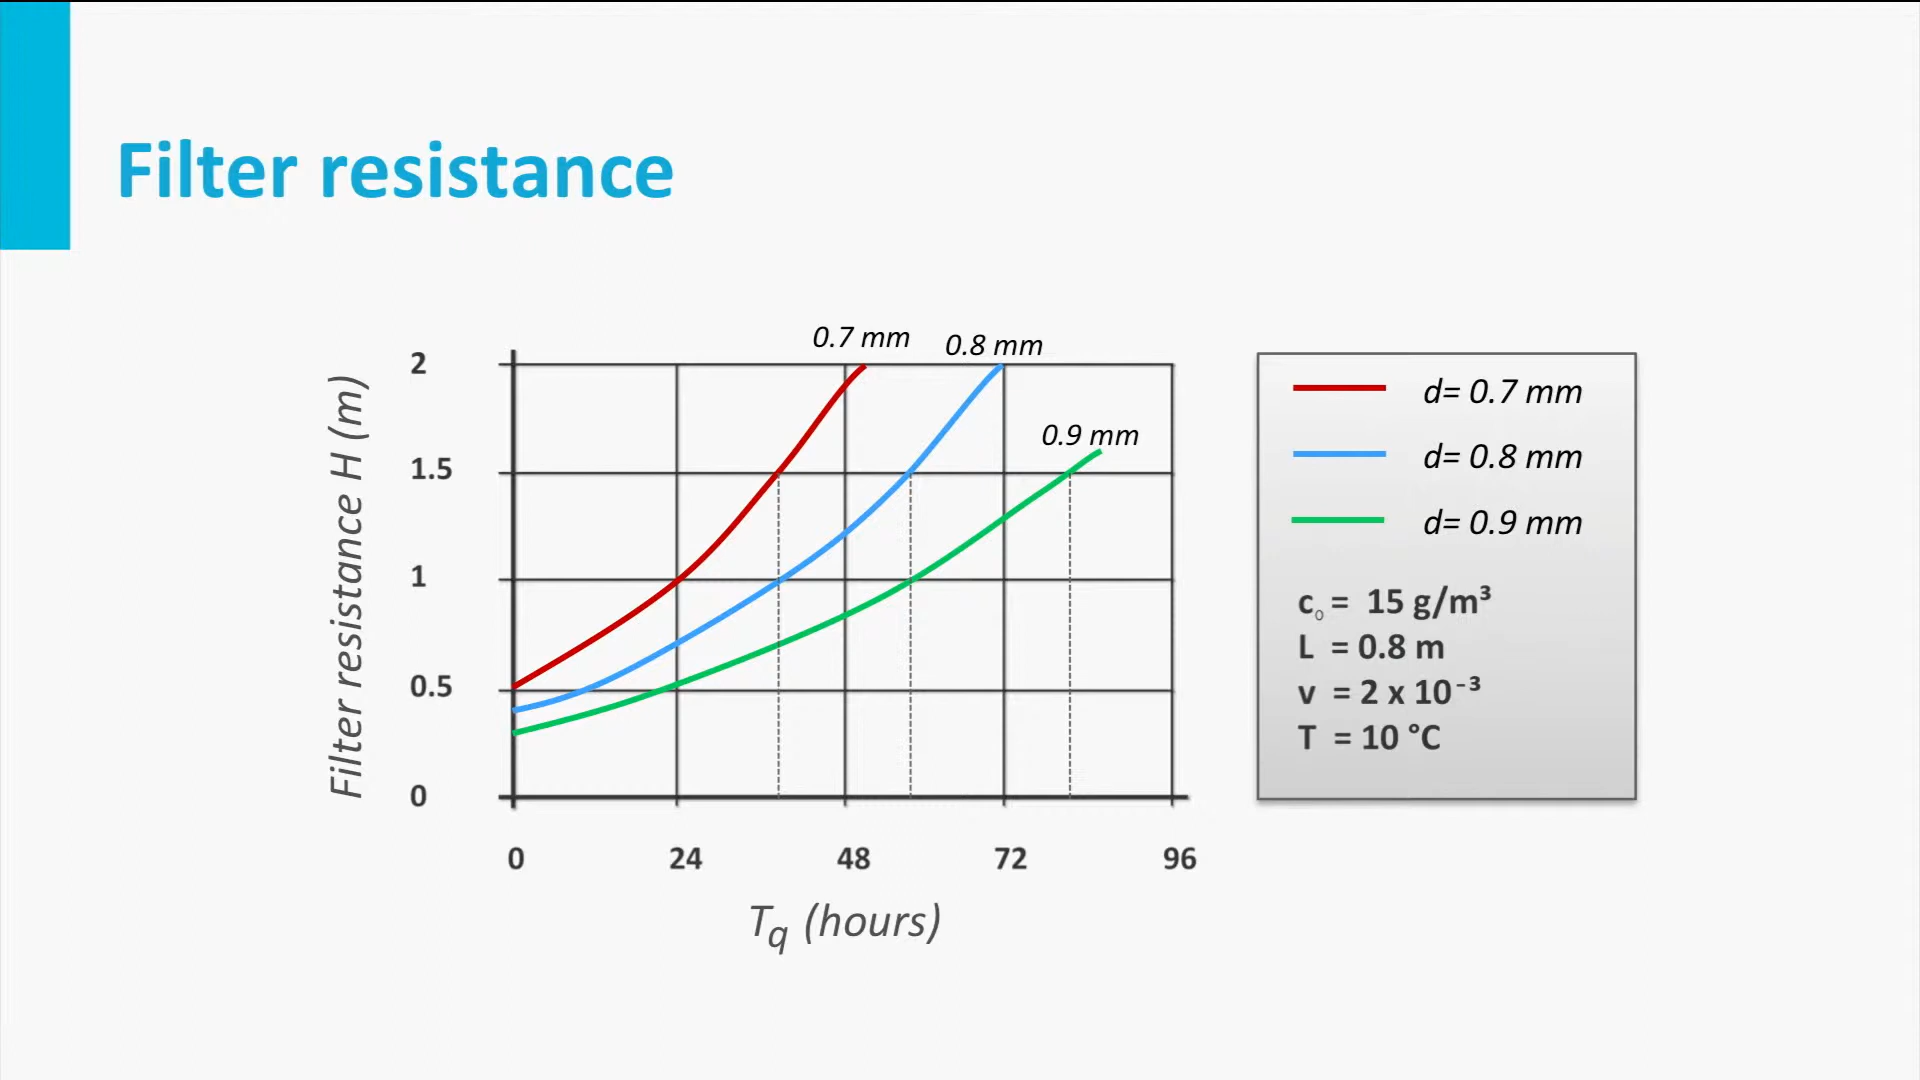 Filter resistance
0.7 mm
0.8 mm
0.9 mm
Filter resistance H (m)
2
1.5
1
0.5
0
0 24 48 72 96
Tq (hours)
d= 0.7 mm
d= 0.8 mm
d= 0.9 mm
c₀ = 15 g/m³
L = 0.8 m
v = 2 x 10⁻³
T = 10 °C